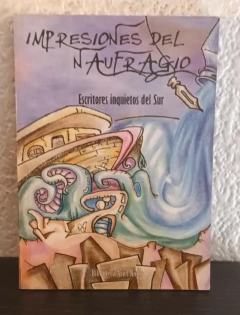 IMPRESIONES DEL
NAUFRAGIO
Escritores inquietos del Sur